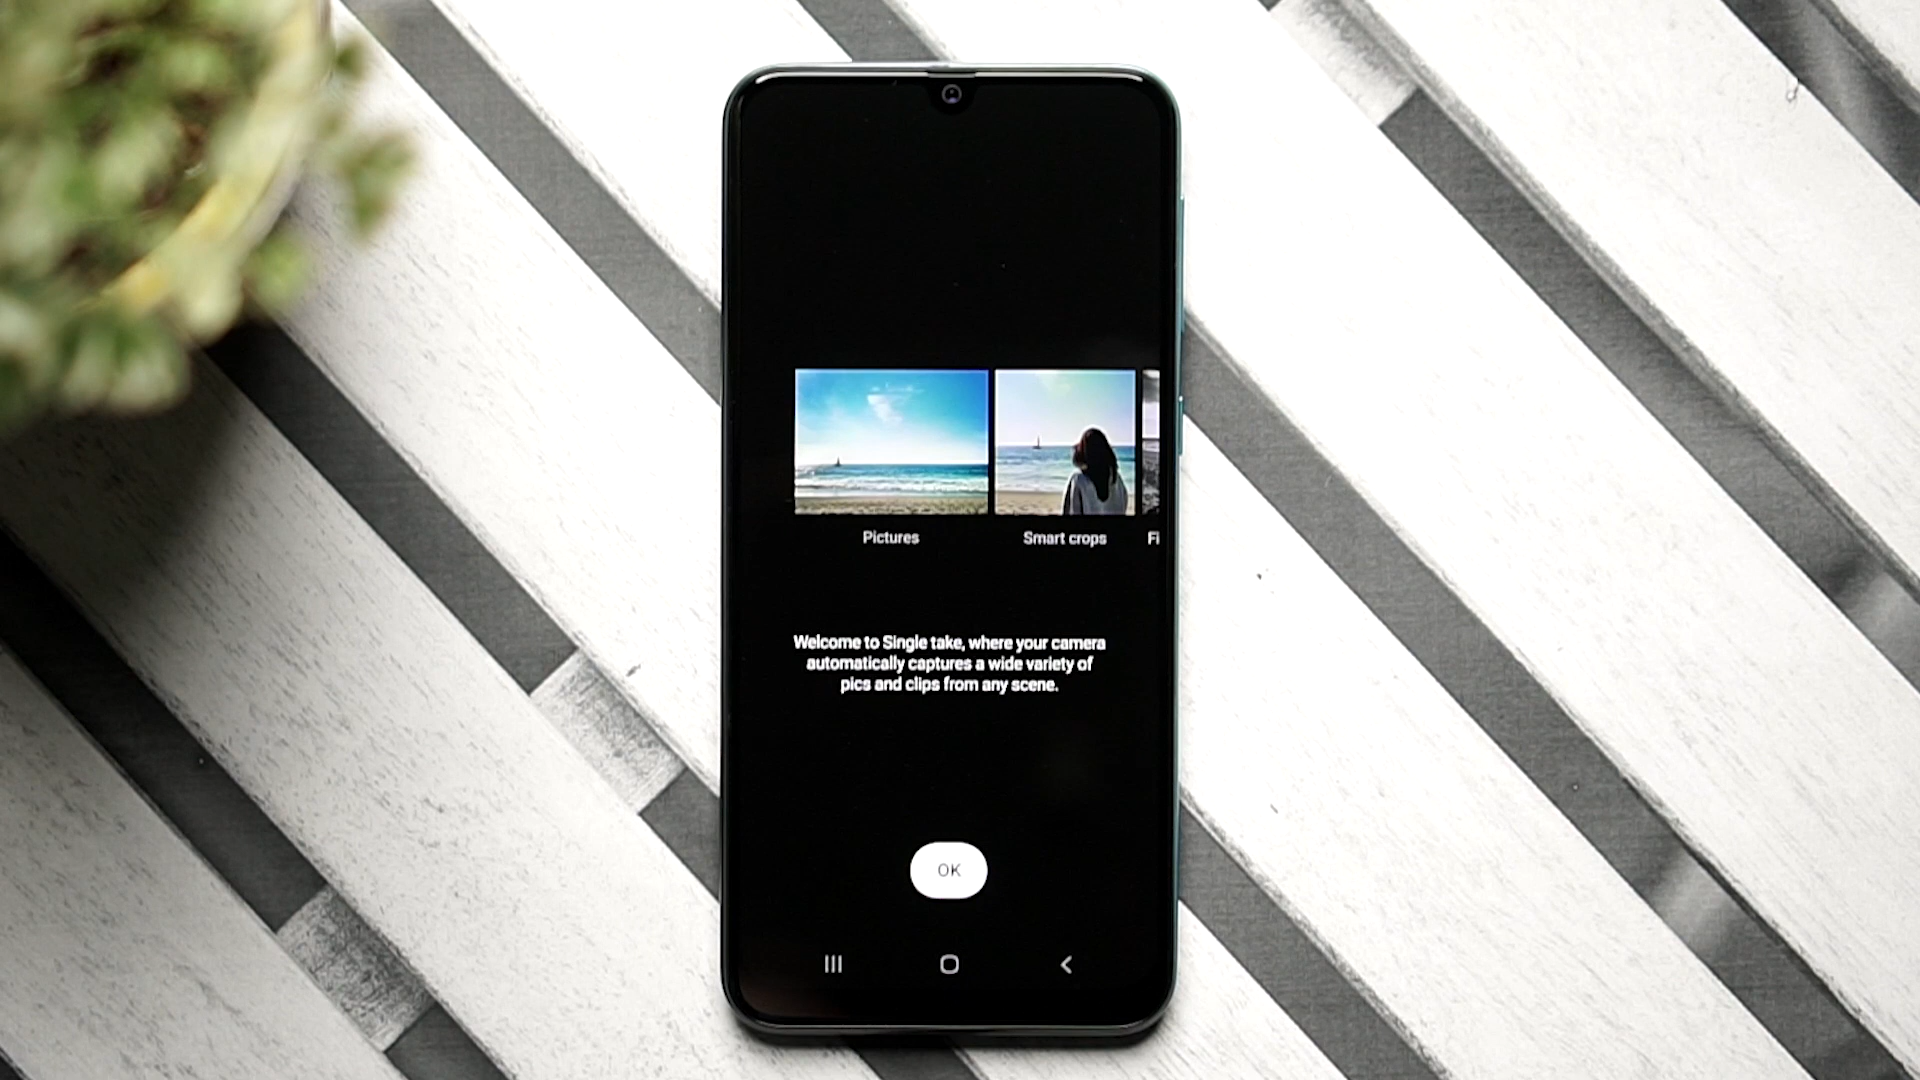 Pictures
Smart crops
Fi
Welcome to Single take, where your camera
automatically captures a wide variety of
pics and clips from any scene.
OK